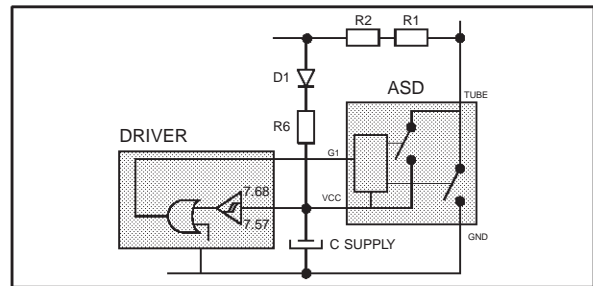 R2 R1
D1
ASD
TUBE
R6
DRIVER
G1
7.68
VCC
7.57
C SUPPLY
GND